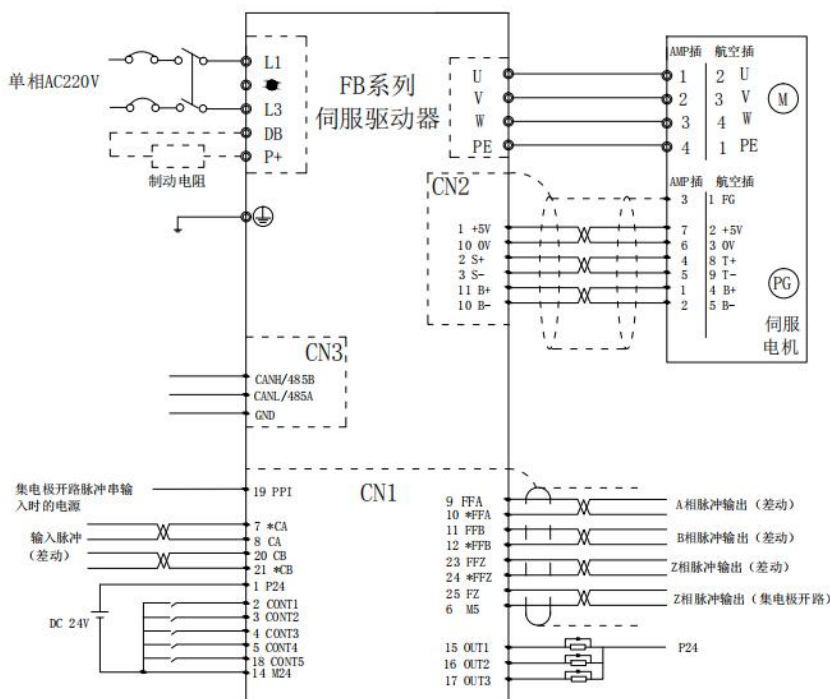 单相AC220V
L1
L3
DB
P+
制动电阻
FB系列
伺服驱动器
U
V
W
PE
AMP插 航空插
1 2 U
2 3 V
3 4 W
4 1 PE
M
CN2
1 +5V
10 0V
2 S+
3 S-
11 B+
10 B-
AMP插 航空插
3 1 FG
7 2 +5V
6 3 0V
4 8 T+
5 9 T-
1 4 B+
2 5 B-
PG
伺服
电机
CN3
CANH/485B
CANL/485A
GND
CN1
集电极开路脉冲串输
入时的电源
19 PPI
输入脉冲
(差动)
7 *CA
8 CA
20 CB
21 *CB
1 P24
DC 24V
2 CONT1
3 CONT2
4 CONT3
5 CONT4
18 CONT5
14 M24
9 FFA
10 *FFA
A相脉冲输出(差动)
11 FFB
12 *FFB
B相脉冲输出(差动)
23 FFZ
24 *FFZ
Z相脉冲输出(差动)
25 FZ
6 M5
Z相脉冲输出(集电极开路)
15 OUT1
16 OUT2
17 OUT3
P24